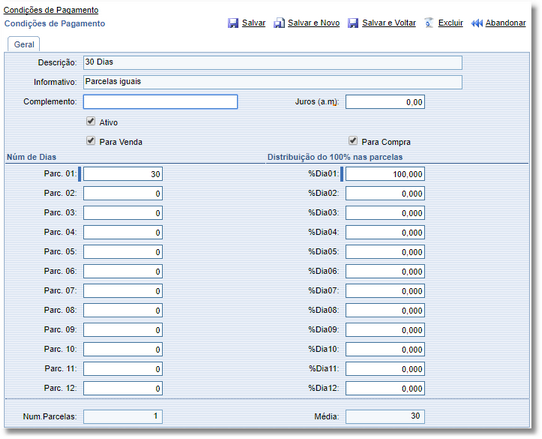 Condições de Pagamento
Condições de Pagamento Salvar Salvar e Novo Salvar e Voltar Excluir Abandonar
Geral
Descrição: 30 Dias
Informativo: Parcelas iguais
Complemento: Juros (a.m): 0,00
Ativo
Para Venda Para Compra
Núm de Dias Distribuição do 100% nas parcelas
Parc. 01: 30 %Dia01: 100,000
Parc. 02: 0 %Dia02: 0,000
Parc. 03: 0 %Dia03: 0,000
Parc. 04: 0 %Dia04: 0,000
Parc. 05: 0 %Dia05: 0,000
Parc. 06: 0 %Dia06: 0,000
Parc. 07: 0 %Dia07: 0,000
Parc. 08: 0 %Dia08: 0,000
Parc. 09: 0 %Dia09: 0,000
Parc. 10: 0 %Dia10: 0,000
Parc. 11: 0 %Dia11: 0,000
Parc. 12: 0 %Dia12: 0,000
Num.Parcelas: 1 Média: 30